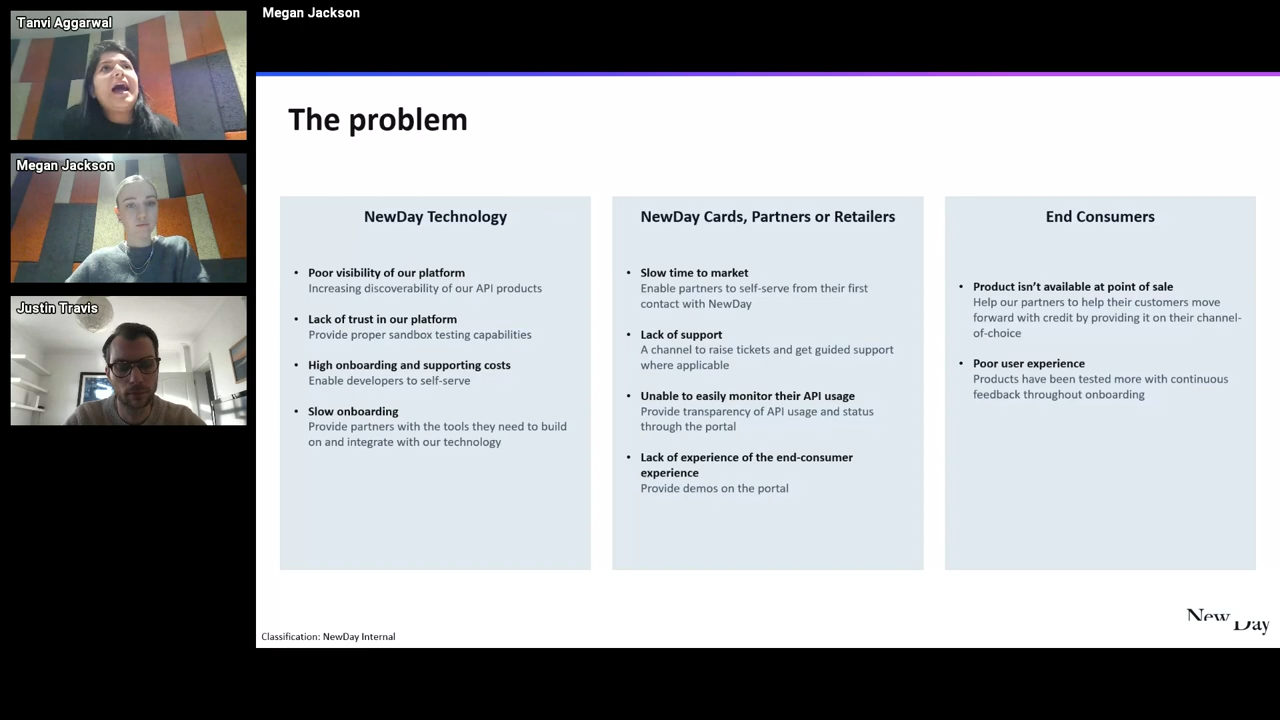 Tanvi Aggarwal
Megan Jackson
Justin Travis
Megan Jackson
The problem
NewDay Technology
• Poor visibility of our platform
Increasing discoverability of our API products
• Lack of trust in our platform
Provide proper sandbox testing capabilities
• High onboarding and supporting costs
Enable developers to self-serve
• Slow onboarding
Provide partners with the tools they need to build
on and integrate with our technology
NewDay Cards, Partners or Retailers
• Slow time to market
Enable partners to self-serve from their first
contact with NewDay
• Lack of support
A channel to raise tickets and get guided support
where applicable
• Unable to easily monitor their API usage
Provide transparency of API usage and status
through the portal
• Lack of experience of the end-consumer
experience
Provide demos on the portal
End Consumers
• Product isn’t available at point of sale
Help our partners to help their customers move
forward with credit by providing it on their channel-
of-choice
• Poor user experience
Products have been tested more with continuous
feedback throughout onboarding
Classification: NewDay Internal
New Day